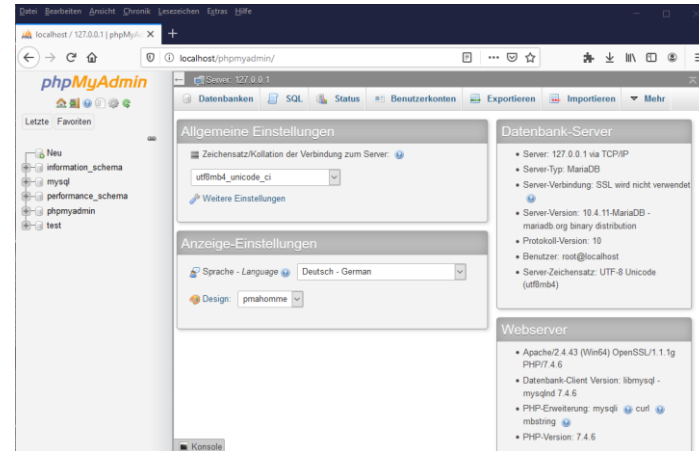 Datei Bearbeiten Ansicht Chronik Lesezeichen Extras Hilfe
localhost / 127.0.0.1 | phpMyAd
localhost/phpmyadmin/
phpMyAdmin
Letzte Favoriten
Neu
information_schema
mysql
performance_schema
phpmyadmin
test
Server: 127.0.0.1
Datenbanken SQL Status Benutzerkonten Exportieren Importieren Mehr
Allgemeine Einstellungen
Zeichensatz/Kollation der Verbindung zum Server:
utf8mb4_unicode_ci
Weitere Einstellungen
Anzeige-Einstellungen
Sprache - Language Deutsch - German
Design: pmahomme
Konsole
Datenbank-Server
Server: 127.0.0.1 via TCP/IP
Server-Typ: MariaDB
Server-Verbindung: SSL wird nicht verwendet
Server-Version: 10.4.11-MariaDB -
mariadb.org binary distribution
Protokoll-Version: 10
Benutzer: root@localhost
Server-Zeichensatz: UTF-8 Unicode
(utf8mb4)
Webserver
Apache/2.4.43 (Win64) OpenSSL/1.1.1g
PHP/7.4.6
Datenbank-Client Version: libmysql -
mysqlnd 7.4.6
PHP-Erweiterung: mysqli curl
mbstring
PHP-Version: 7.4.6